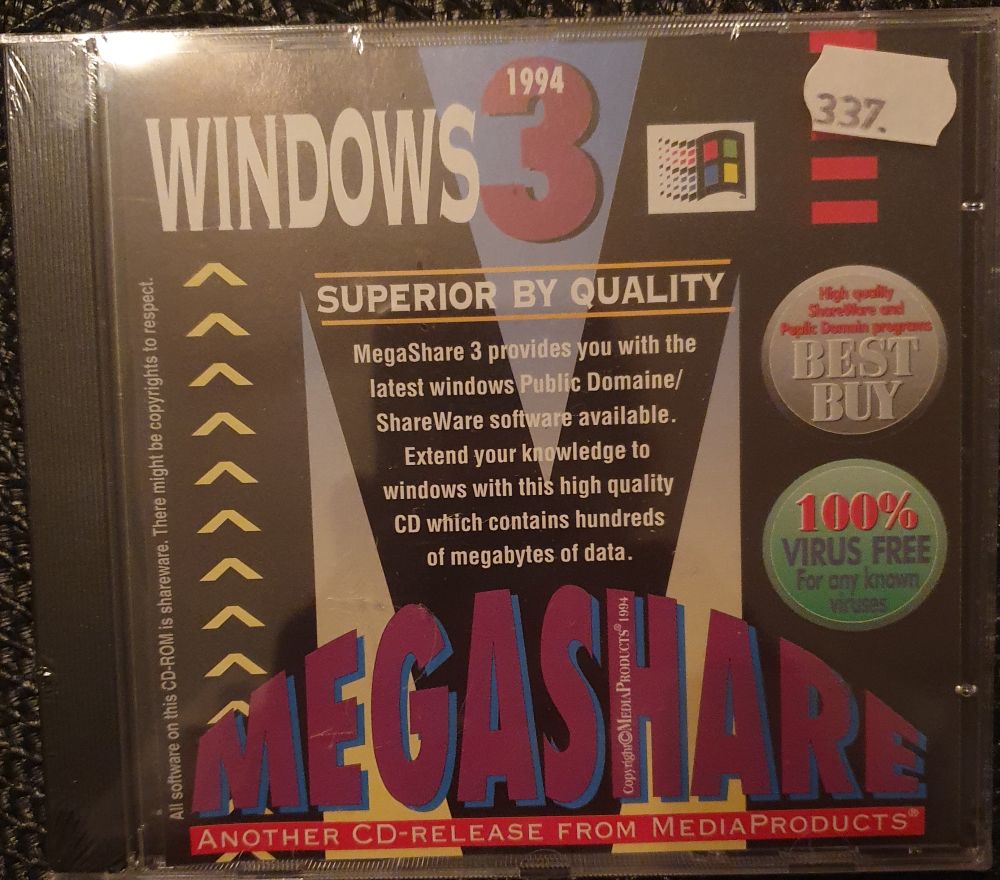 1994
WINDOWS 3
337.
SUPERIOR BY QUALITY
MegaShare 3 provides you with the
latest windows Public Domaine/
ShareWare software available.
Extend your knowledge to
windows with this high quality
CD which contains hundreds
of megabytes of data.
High quality
ShareWare and
Puplic Domain programs
BEST
BUY
100%
VIRUS FREE
For any known
viruses
All software on this CD-ROM is shareware. There might be copyrights to respect.
MEGASHARE
Copyright©MEDIAPRODUCTS® 1994
ANOTHER CD-RELEASE FROM MEDIAPRODUCTS®